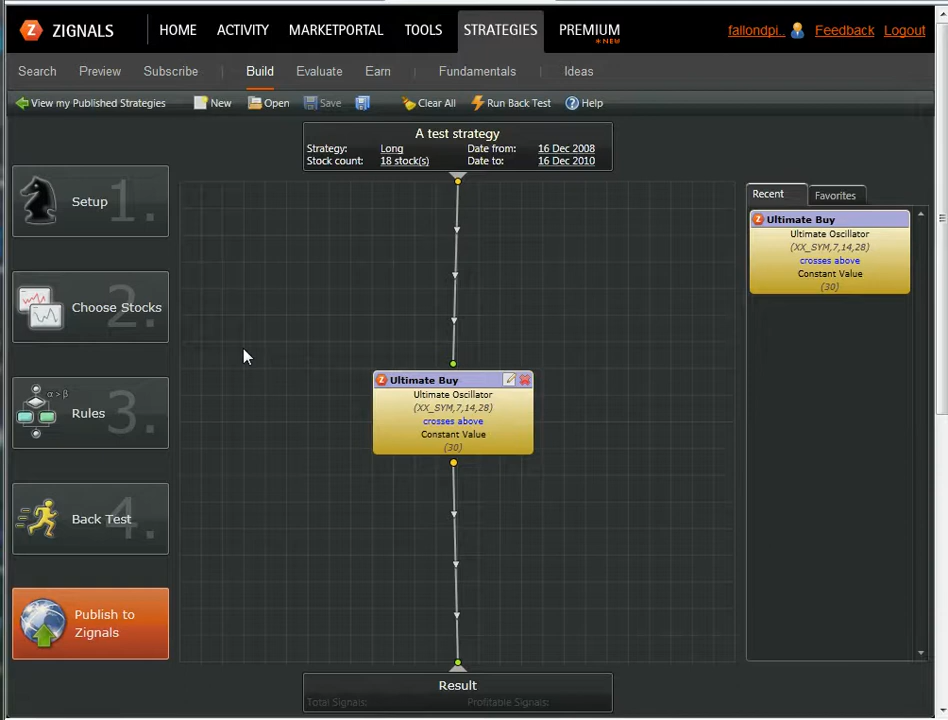 ZIGNALS
HOME ACTIVITY MARKETPORTAL TOOLS STRATEGIES PREMIUM
NEW
fallondpi.. Feedback Logout
Search Preview Subscribe Build Evaluate Earn Fundamentals Ideas
View my Published Strategies New Open Save Clear All Run Back Test Help
A test strategy
Strategy: Long Date from: 16 Dec 2008
Stock count: 18 stock(s) Date to: 16 Dec 2010
Setup 1.
Choose Stocks 2.
α > β
Rules 3.
Back Test 4.
Publish to
Zignals
Ultimate Buy
Ultimate Oscillator
(XX_SYM,7,14,28)
crosses above
Constant Value
(30)
Result
Total Signals: Profitable Signals:
Recent Favorites
Ultimate Buy
Ultimate Oscillator
(XX_SYM,7,14,28)
crosses above
Constant Value
(30)